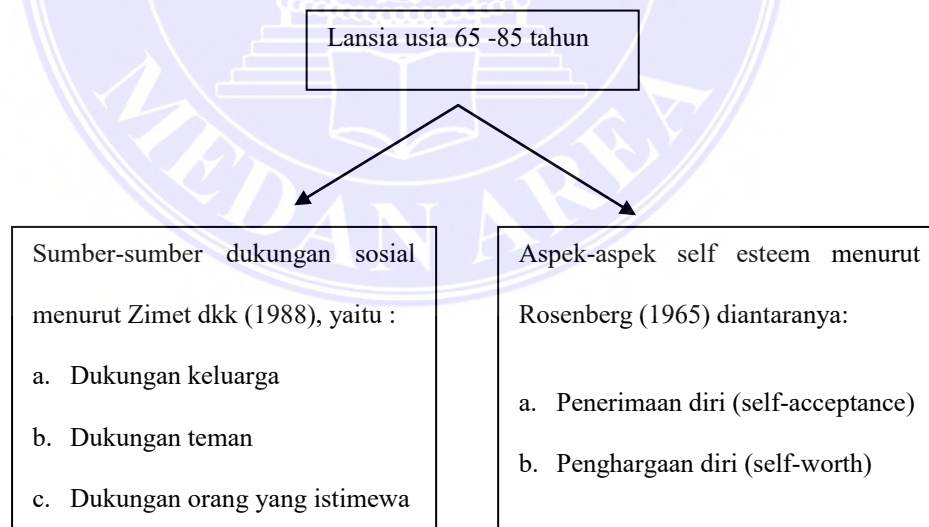 Lansia usia 65 -85 tahun
MEDAN AREA
Sumber-sumber dukungan sosial
menurut Zimet dkk (1988), yaitu :
a. Dukungan keluarga
b. Dukungan teman
c. Dukungan orang yang istimewa
Aspek-aspek self esteem menurut
Rosenberg (1965) diantaranya:
a. Penerimaan diri (self-acceptance)
b. Penghargaan diri (self-worth)